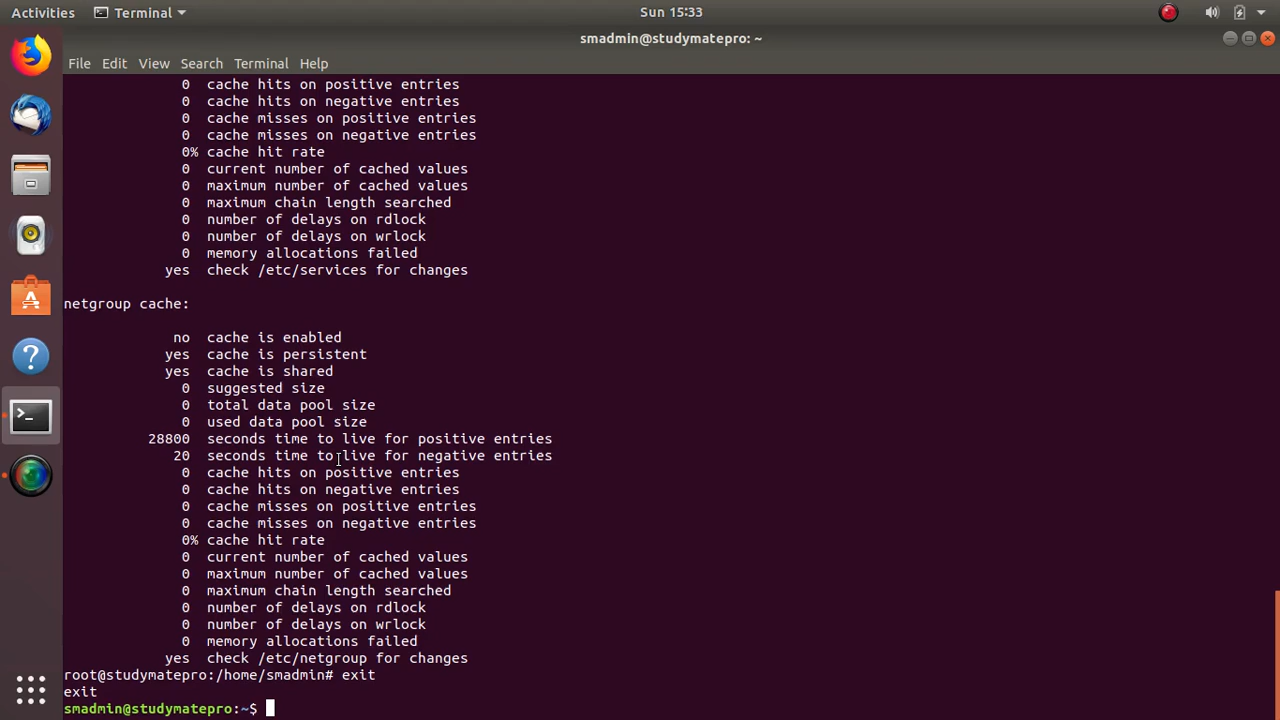 Activities Terminal Sun 15:33
smadmin@studymatepro: ~
File Edit View Search Terminal Help
0 cache hits on positive entries
0 cache hits on negative entries
0 cache misses on positive entries
0 cache misses on negative entries
0% cache hit rate
0 current number of cached values
0 maximum number of cached values
0 maximum chain length searched
0 number of delays on rdlock
0 number of delays on wrlock
0 memory allocations failed
yes check /etc/services for changes
netgroup cache:
no cache is enabled
yes cache is persistent
yes cache is shared
0 suggested size
0 total data pool size
0 used data pool size
28800 seconds time to live for positive entries
20 seconds time to live for negative entries
0 cache hits on positive entries
0 cache hits on negative entries
0 cache misses on positive entries
0 cache misses on negative entries
0% cache hit rate
0 current number of cached values
0 maximum number of cached values
0 maximum chain length searched
0 number of delays on rdlock
0 number of delays on wrlock
0 memory allocations failed
yes check /etc/netgroup for changes
root@studymatepro:/home/smadmin# exit
exit
smadmin@studymatepro:~$